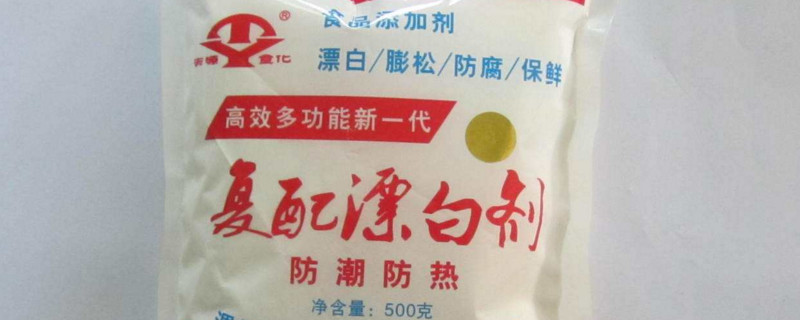 食品添加剂
®
漂白/膨松/防腐/保鲜
高效多功能新一代
复配漂白剂
防潮防热
净含量：500克